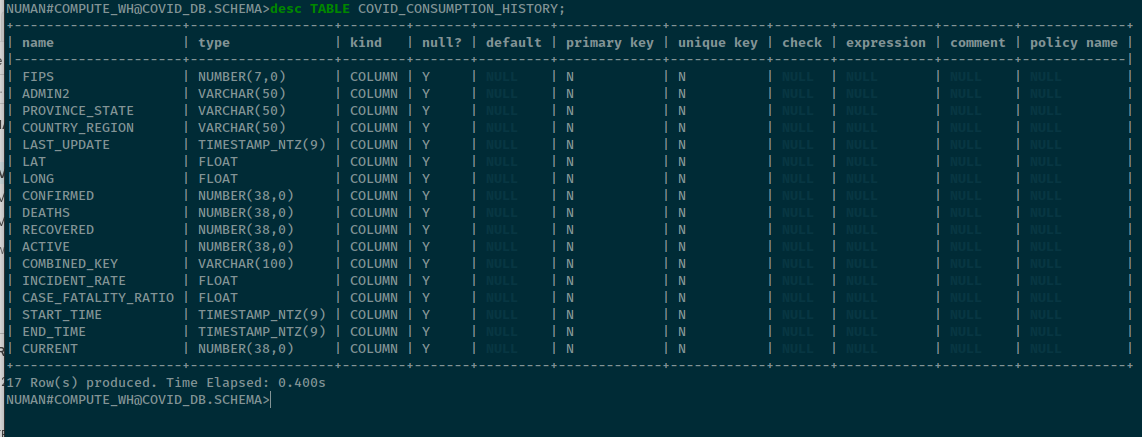 NUMAN#COMPUTE_WH@COVID_DB.SCHEMA>desc TABLE COVID_CONSUMPTION_HISTORY;
+-------------------------+-------------------+--------+-------+---------+-------------+------------+-------+------------+---------+-------------+
| name | type | kind | null? | default | primary key | unique key | check | expression | comment | policy name |
|-------------------------+-------------------+--------+-------+---------+-------------+------------+-------+------------+---------+-------------|
| FIPS | NUMBER(7,0) | COLUMN | Y | NULL | N | N | NULL | NULL | NULL | NULL |
| ADMIN2 | VARCHAR(50) | COLUMN | Y | NULL | N | N | NULL | NULL | NULL | NULL |
| PROVINCE_STATE | VARCHAR(50) | COLUMN | Y | NULL | N | N | NULL | NULL | NULL | NULL |
| COUNTRY_REGION | VARCHAR(50) | COLUMN | Y | NULL | N | N | NULL | NULL | NULL | NULL |
| LAST_UPDATE | TIMESTAMP_NTZ(9) | COLUMN | Y | NULL | N | N | NULL | NULL | NULL | NULL |
| LAT | FLOAT | COLUMN | Y | NULL | N | N | NULL | NULL | NULL | NULL |
| LONG | FLOAT | COLUMN | Y | NULL | N | N | NULL | NULL | NULL | NULL |
| CONFIRMED | NUMBER(38,0) | COLUMN | Y | NULL | N | N | NULL | NULL | NULL | NULL |
| DEATHS | NUMBER(38,0) | COLUMN | Y | NULL | N | N | NULL | NULL | NULL | NULL |
| RECOVERED | NUMBER(38,0) | COLUMN | Y | NULL | N | N | NULL | NULL | NULL | NULL |
| ACTIVE | NUMBER(38,0) | COLUMN | Y | NULL | N | N | NULL | NULL | NULL | NULL |
| COMBINED_KEY | VARCHAR(100) | COLUMN | Y | NULL | N | N | NULL | NULL | NULL | NULL |
| INCIDENT_RATE | FLOAT | COLUMN | Y | NULL | N | N | NULL | NULL | NULL | NULL |
| CASE_FATALITY_RATIO | FLOAT | COLUMN | Y | NULL | N | N | NULL | NULL | NULL | NULL |
| START_TIME | TIMESTAMP_NTZ(9) | COLUMN | Y | NULL | N | N | NULL | NULL | NULL | NULL |
| END_TIME | TIMESTAMP_NTZ(9) | COLUMN | Y | NULL | N | N | NULL | NULL | NULL | NULL |
| CURRENT | NUMBER(38,0) | COLUMN | Y | NULL | N | N | NULL | NULL | NULL | NULL |
+-------------------------+-------------------+--------+-------+---------+-------------+------------+-------+------------+---------+-------------+
17 Row(s) produced. Time Elapsed: 0.400s
NUMAN#COMPUTE_WH@COVID_DB.SCHEMA>